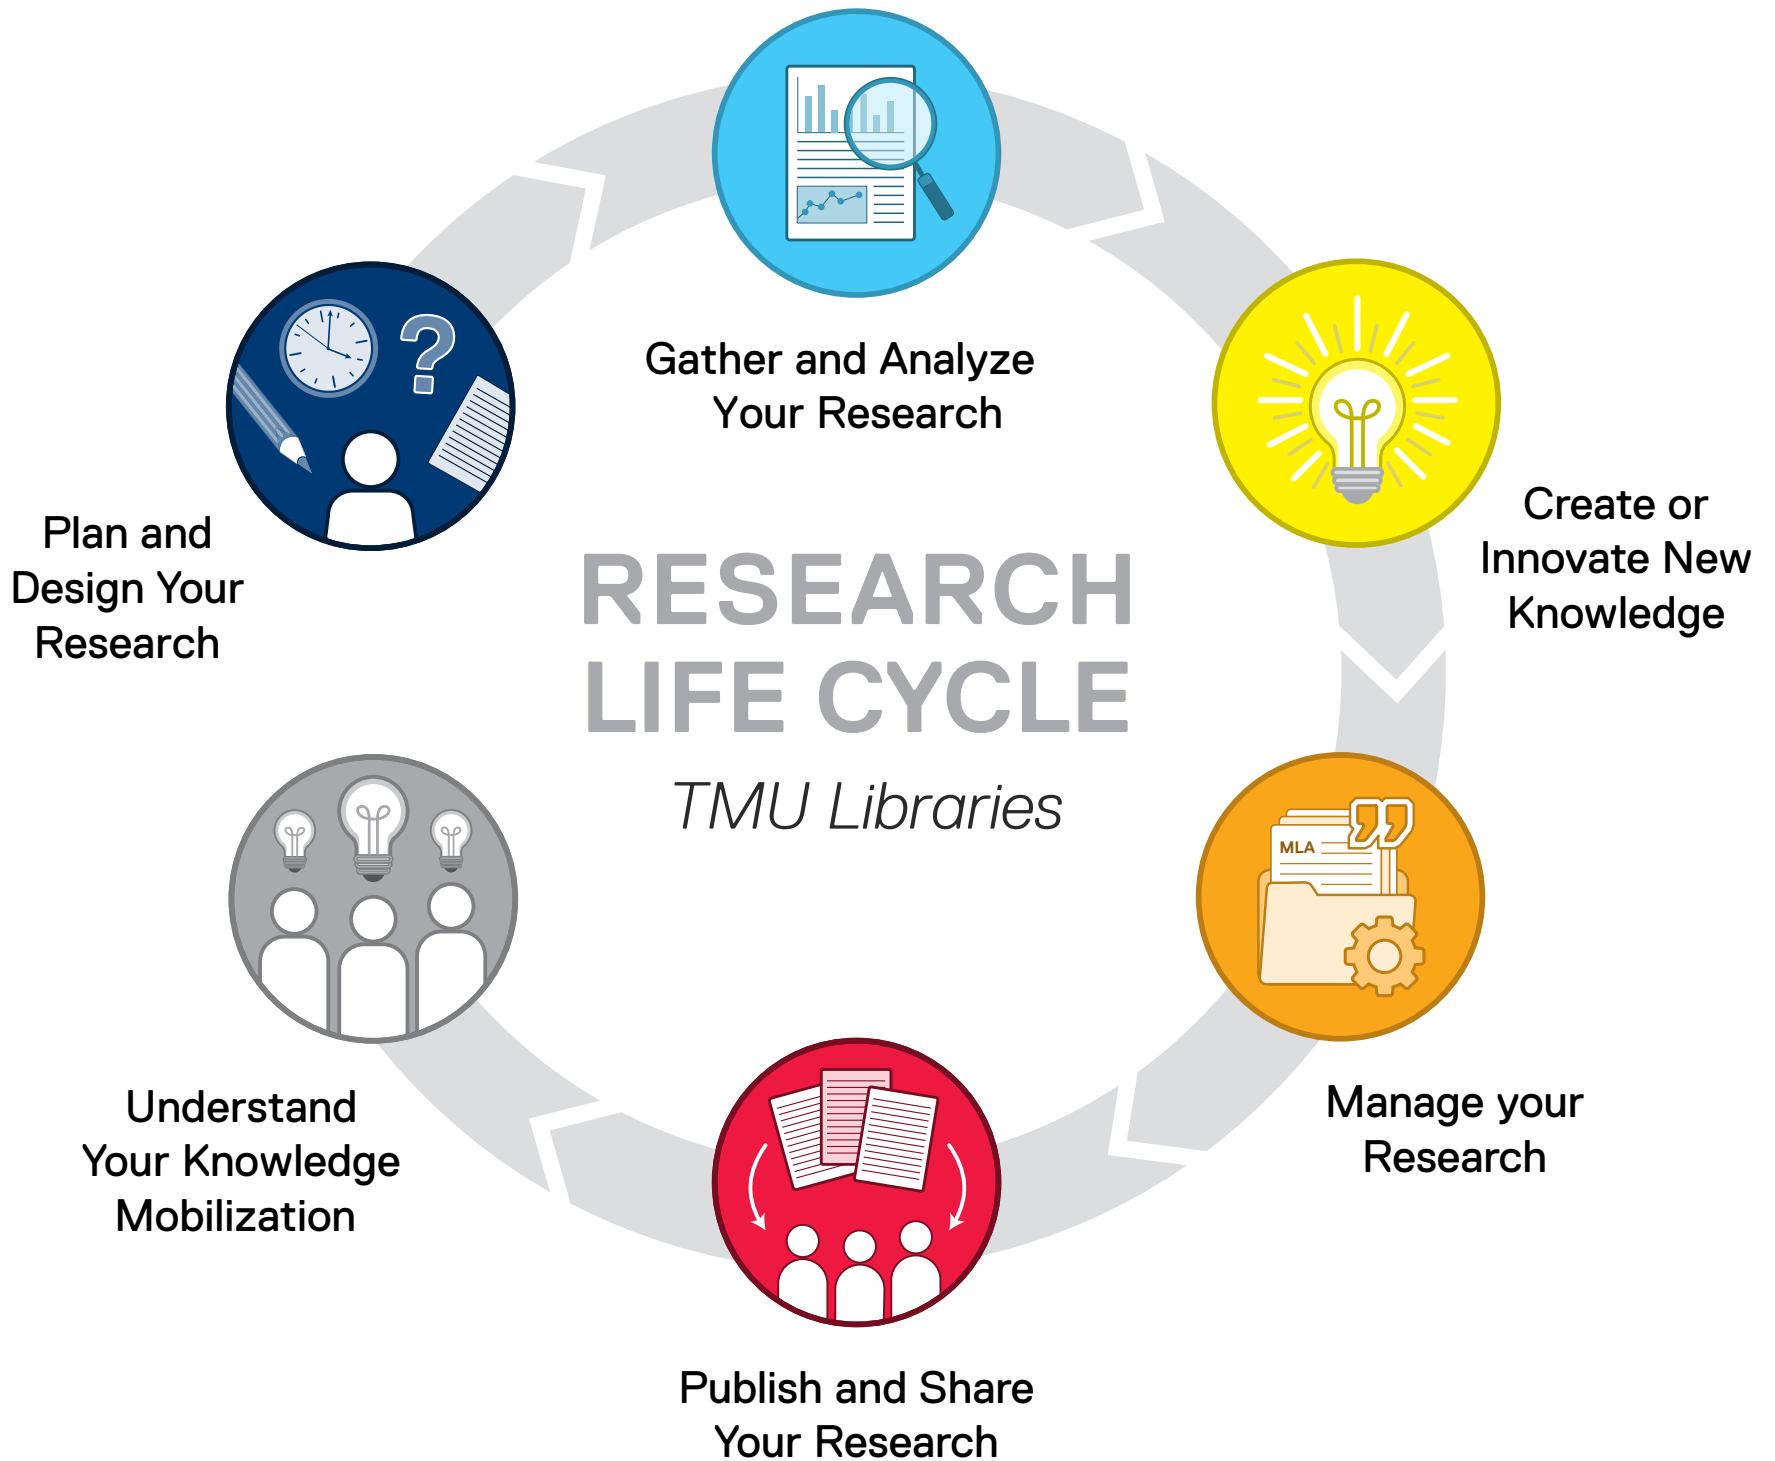 Gather and Analyze
Your Research
Create or
Innovate New
Knowledge
Plan and
Design Your
Research
RESEARCH
LIFE CYCLE
TMU Libraries
?
”
MLA
Manage your
Research
Understand
Your Knowledge
Mobilization
Publish and Share
Your Research